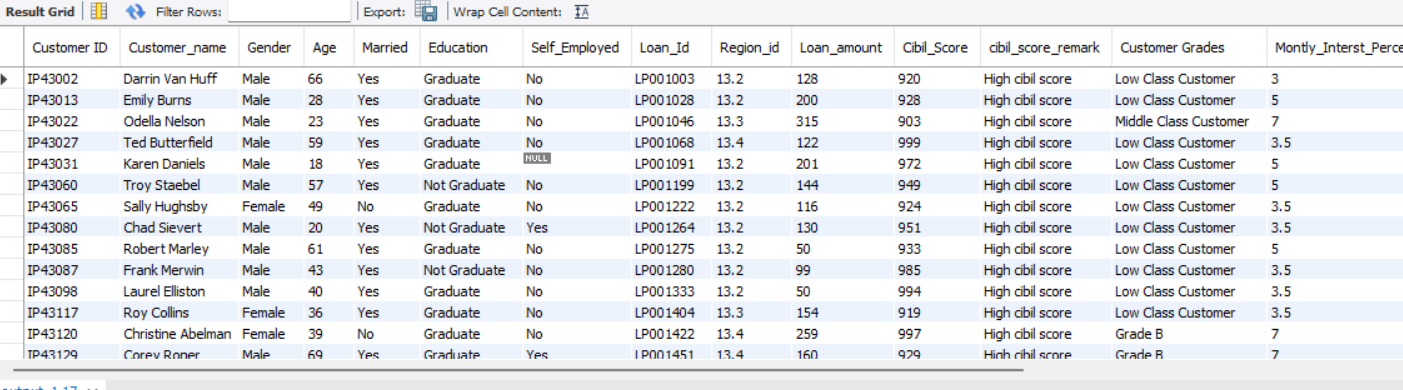 Result Grid Filter Rows: Export: Wrap Cell Content:
Customer ID Customer_name Gender Age Married Education Self_Employed Loan_Id Region_id Loan_amount Cibil_Score cibil_score_remark Customer Grades Montly_Interst_Perce
IP43002 Darrin Van Huff Male 66 Yes Graduate No LP001003 13.2 128 920 High cibil score Low Class Customer 3
IP43013 Emily Burns Male 28 Yes Graduate No LP001028 13.2 200 928 High cibil score Low Class Customer 5
IP43022 Odella Nelson Male 23 Yes Graduate No LP001046 13.3 315 903 High cibil score Middle Class Customer 7
IP43027 Ted Butterfield Male 59 Yes Graduate No LP001068 13.4 122 999 High cibil score Low Class Customer 3.5
IP43031 Karen Daniels Male 18 Yes Graduate NULL LP001091 13.2 201 972 High cibil score Low Class Customer 5
IP43060 Troy Staebel Male 57 Yes Not Graduate No LP001199 13.2 144 949 High cibil score Low Class Customer 5
IP43065 Sally Hughsby Female 49 No Graduate No LP001222 13.2 116 924 High cibil score Low Class Customer 3.5
IP43080 Chad Sievert Male 20 Yes Not Graduate Yes LP001264 13.2 130 951 High cibil score Low Class Customer 3.5
IP43085 Robert Marley Male 61 Yes Graduate No LP001275 13.2 50 933 High cibil score Low Class Customer 5
IP43087 Frank Merwin Male 43 Yes Not Graduate No LP001280 13.2 99 985 High cibil score Low Class Customer 3.5
IP43098 Laurel Elliston Male 40 Yes Graduate No LP001333 13.2 50 994 High cibil score Low Class Customer 3.5
IP43117 Roy Collins Female 36 Yes Graduate No LP001404 13.3 154 919 High cibil score Low Class Customer 3.5
IP43120 Christine Abelman Female 39 No Graduate No LP001422 13.4 259 997 High cibil score Grade B 7
IP43129 Corey Roper Male 69 Yes Graduate Yes LP001451 13.4 160 929 High cibil score Grade B 7